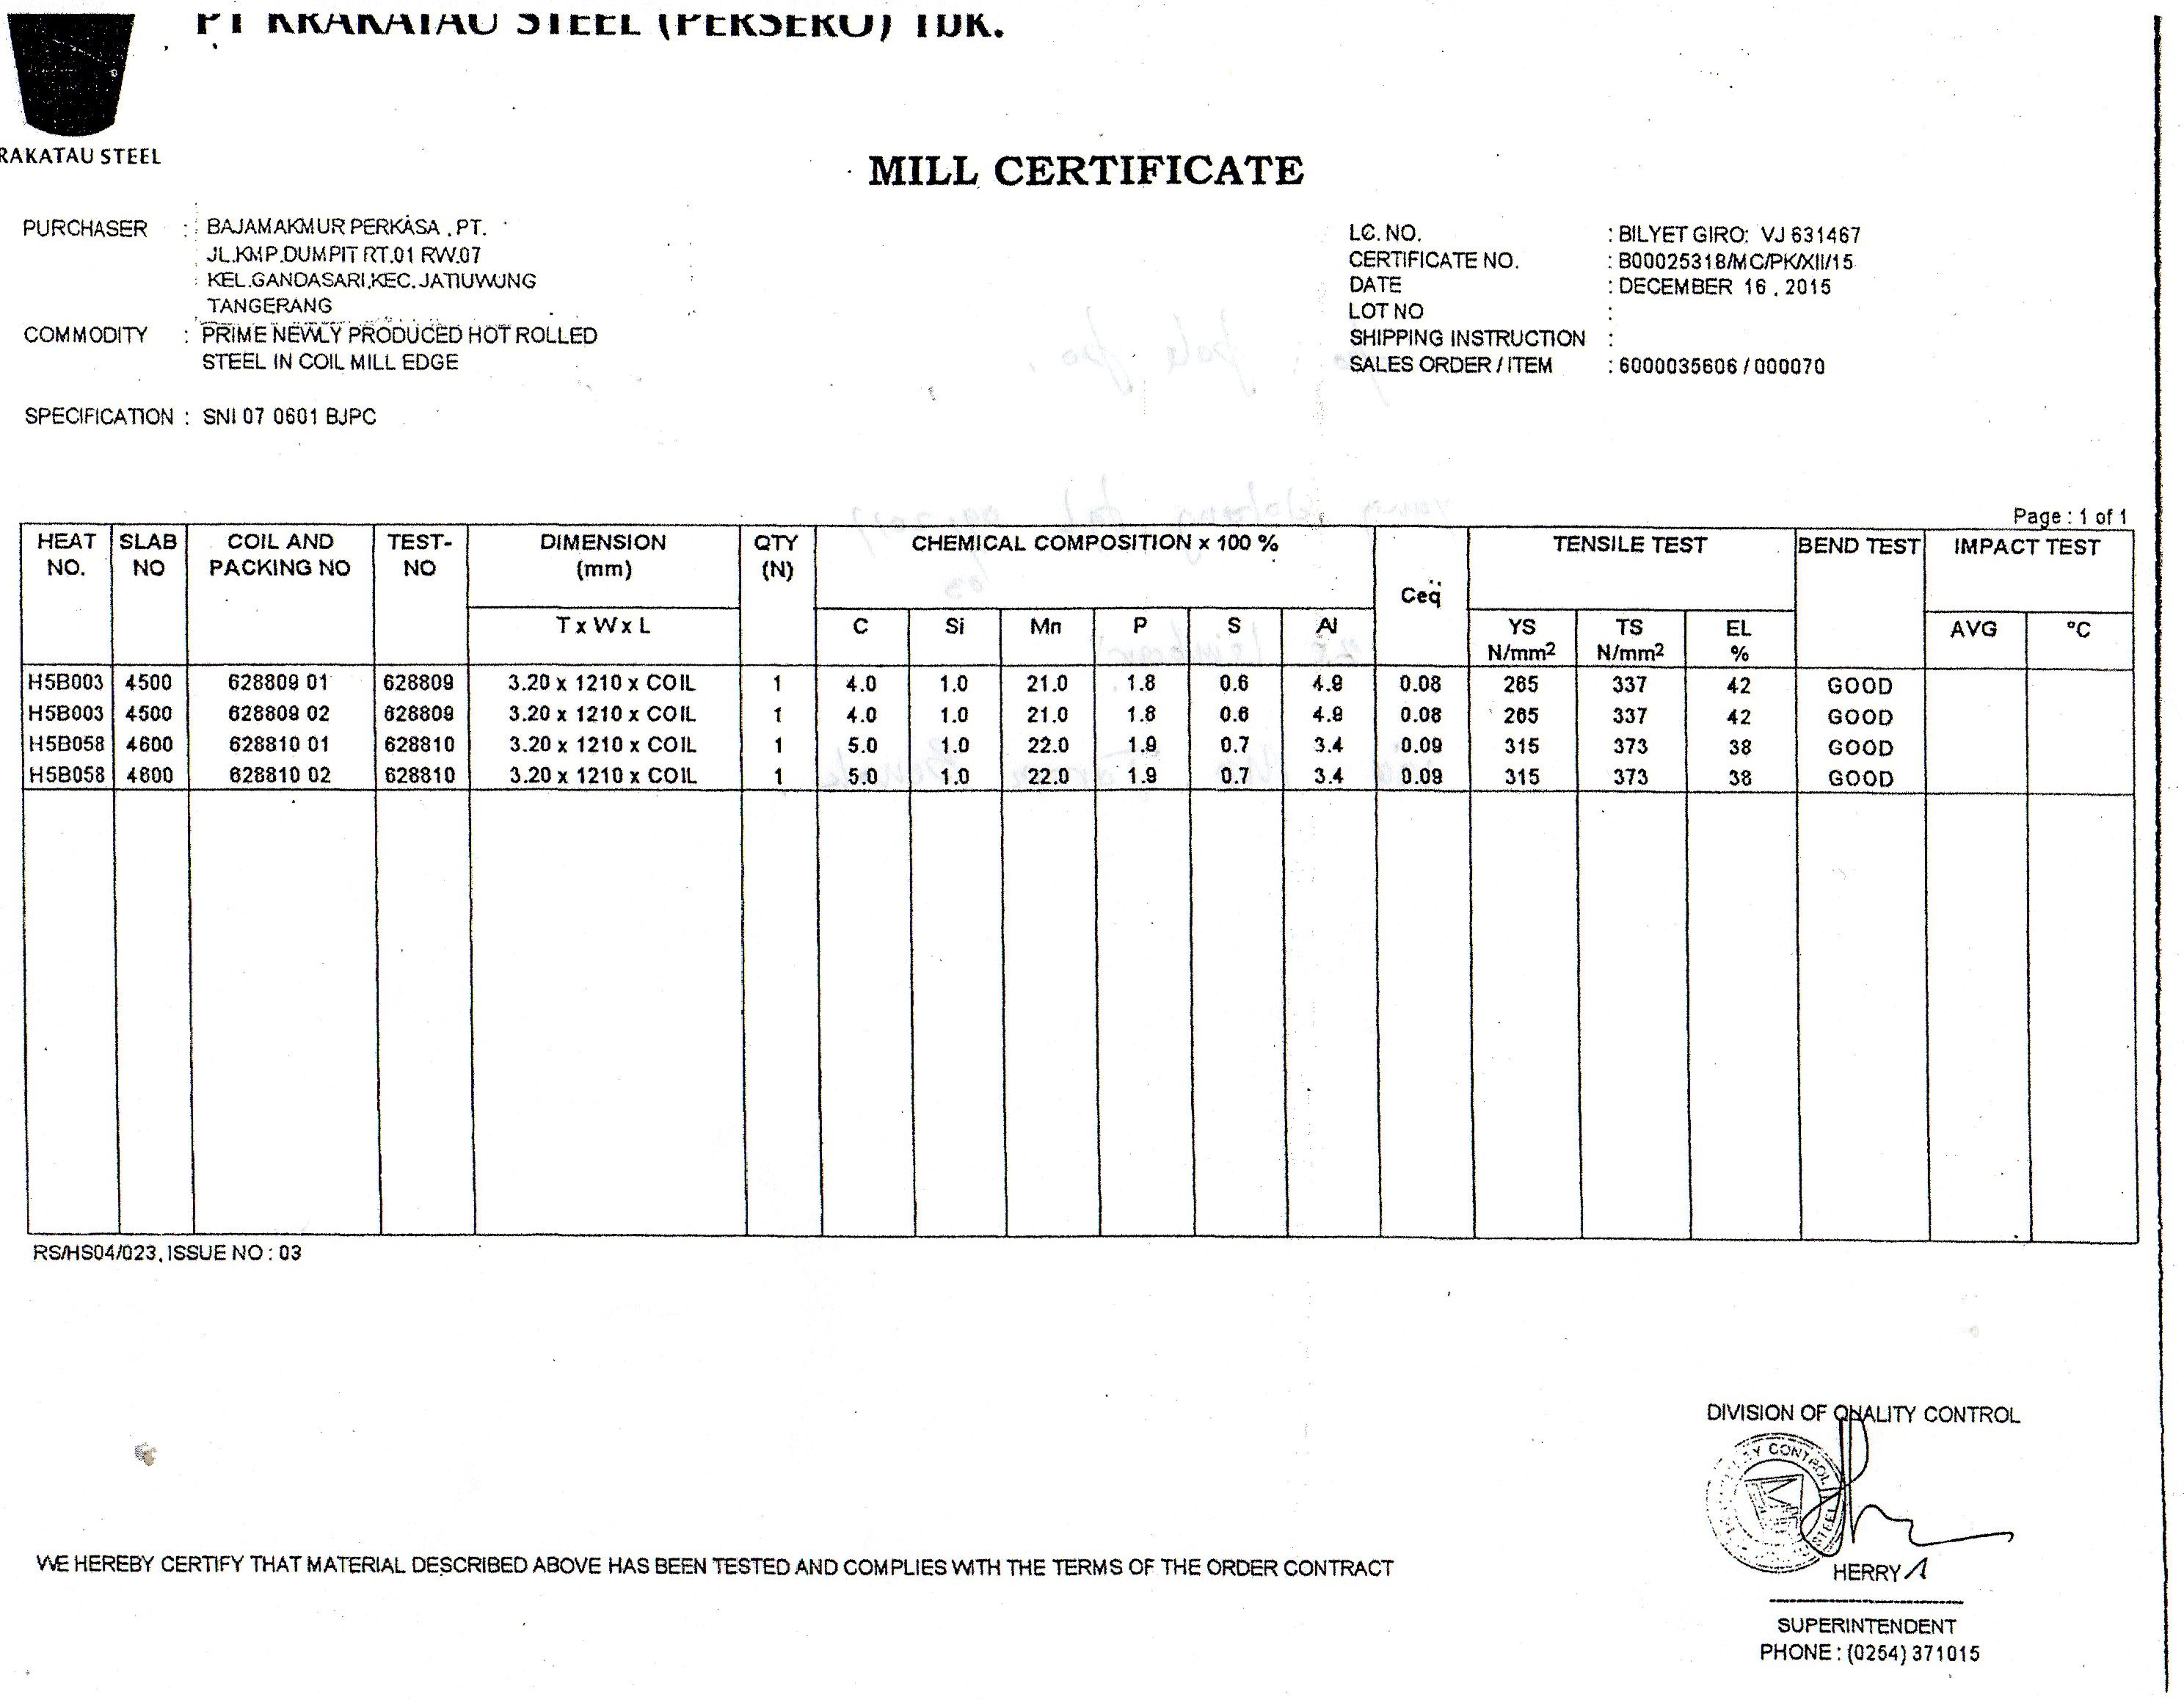 PT KRAKATAU STEEL (PERSERO) Tbk.
RAKATAU STEEL
MILL CERTIFICATE
PURCHASER : BAJAMAKMUR PERKASA , PT.
JL.KMP.DUMPIT RT.01 RW.07
: KEL.GANDASARI,KEC.JATIUWUNG
TANGERANG
COMMODITY : PRIME NEWLY PRODUCED HOT ROLLED
STEEL IN COIL MILL EDGE
SPECIFICATION : SNI 07 0601 BJPC
LC. NO. : BILYET GIRO: VJ 631467
CERTIFICATE NO. : B00025318/MC/PK/XII/15
DATE : DECEMBER 16 , 2015
LOT NO :
SHIPPING INSTRUCTION :
SALES ORDER / ITEM : 6000035606 / 000070
Page : 1 of 1
HEAT NO. SLAB NO COIL AND PACKING NO TEST-NO DIMENSION (mm) QTY (N) CHEMICAL COMPOSITION x 100 % Ceq TENSILE TEST BEND TEST IMPACT TEST
T x W x L C Si Mn P S Al YS N/mm² TS N/mm² EL % AVG °C
H5B003 4500 628809 01 628809 3.20 x 1210 x COIL 1 4.0 1.0 21.0 1.8 0.6 4.9 0.08 265 337 42 GOOD
H5B003 4500 628809 02 628809 3.20 x 1210 x COIL 1 4.0 1.0 21.0 1.8 0.6 4.9 0.08 265 337 42 GOOD
H5B058 4600 628810 01 628810 3.20 x 1210 x COIL 1 5.0 1.0 22.0 1.9 0.7 3.4 0.09 315 373 38 GOOD
H5B058 4600 628810 02 628810 3.20 x 1210 x COIL 1 5.0 1.0 22.0 1.9 0.7 3.4 0.09 315 373 38 GOOD
RS/HS04/023, ISSUE NO : 03
DIVISION OF QUALITY CONTROL
WE HEREBY CERTIFY THAT MATERIAL DESCRIBED ABOVE HAS BEEN TESTED AND COMPLIES WITH THE TERMS OF THE ORDER CONTRACT
HERRY
SUPERINTENDENT
PHONE : (0254) 371015